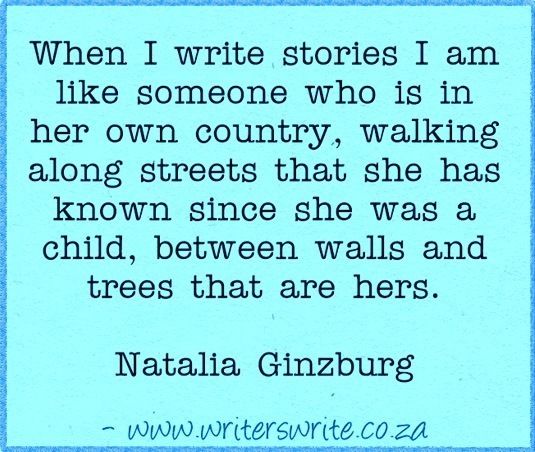 When I write stories I am
like someone who is in
her own country, walking
along streets that she has
known since she was a
child, between walls and
trees that are hers.
Natalia Ginzburg
- www.writerswrite.co.za